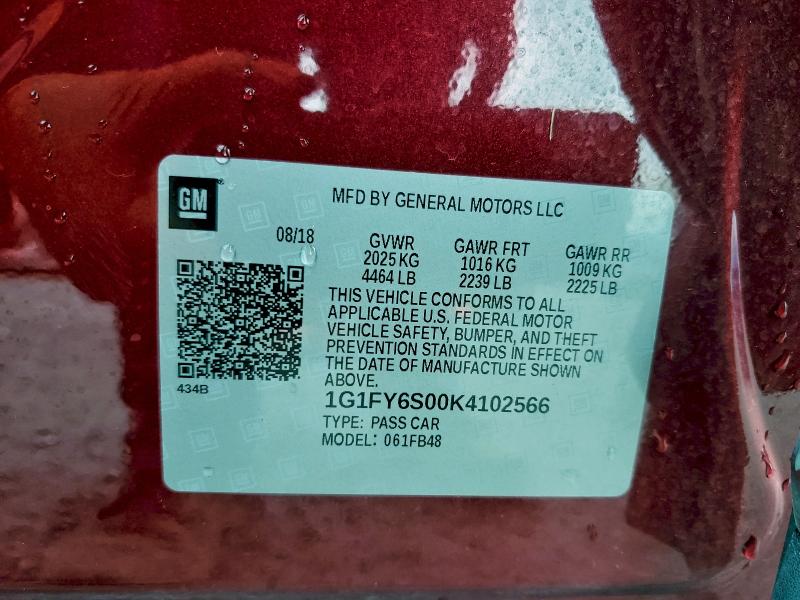 GM
MFD BY GENERAL MOTORS LLC
08/18
GVWR
2025 KG
4464 LB
GAWR FRT
1016 KG
2239 LB
GAWR RR
1009 KG
2225 LB
THIS VEHICLE CONFORMS TO ALL
APPLICABLE U.S. FEDERAL MOTOR
VEHICLE SAFETY, BUMPER, AND THEFT
PREVENTION STANDARDS IN EFFECT ON
THE DATE OF MANUFACTURE SHOWN
ABOVE.
434B
1G1FY6S00K4102566
TYPE: PASS CAR
MODEL: 061FB48